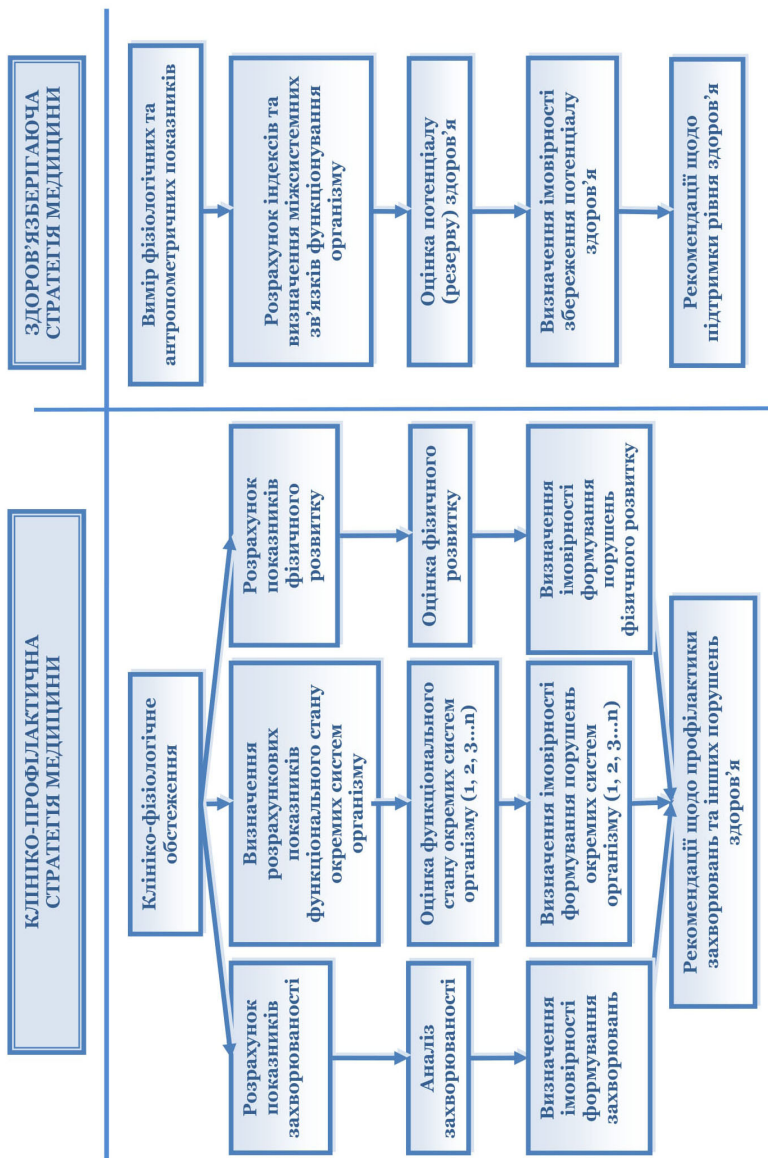 КЛІНІКО-ПРОФІЛАКТИЧНА
СТРАТЕГІЯ МЕДИЦИНИ
ЗДОРОВ’ЯЗБЕРІГАЮЧА
СТРАТЕГІЯ МЕДИЦИНИ
Клініко-фізіологічне
обстеження
Розрахунок
показників
захворюваності
Визначення
розрахункових
показників
функціонального стану
окремих систем
організму
Розрахунок
показників
фізичного
розвитку
Аналіз
захворюваності
Оцінка функціонального
стану окремих систем
організму (1, 2, 3...n)
Оцінка фізичного
розвитку
Визначення
імовірності
формування
захворювань
Визначення імовірності
формування порушень
окремих систем
організму (1, 2, 3...n)
Визначення
імовірності
формування
порушень
фізичного розвитку
Рекомендації щодо профілактики
захворювань та інших порушень
здоров’я
Вимір фізіологічних та
антропометричних показників
Розрахунок індексів та
визначення міжсистемних
зв’язків функціонування
організму
Оцінка потенціалу
(резерву) здоров’я
Визначення імовірності
збереження потенціалу
здоров’я
Рекомендації щодо
підтримки рівня здоров’я